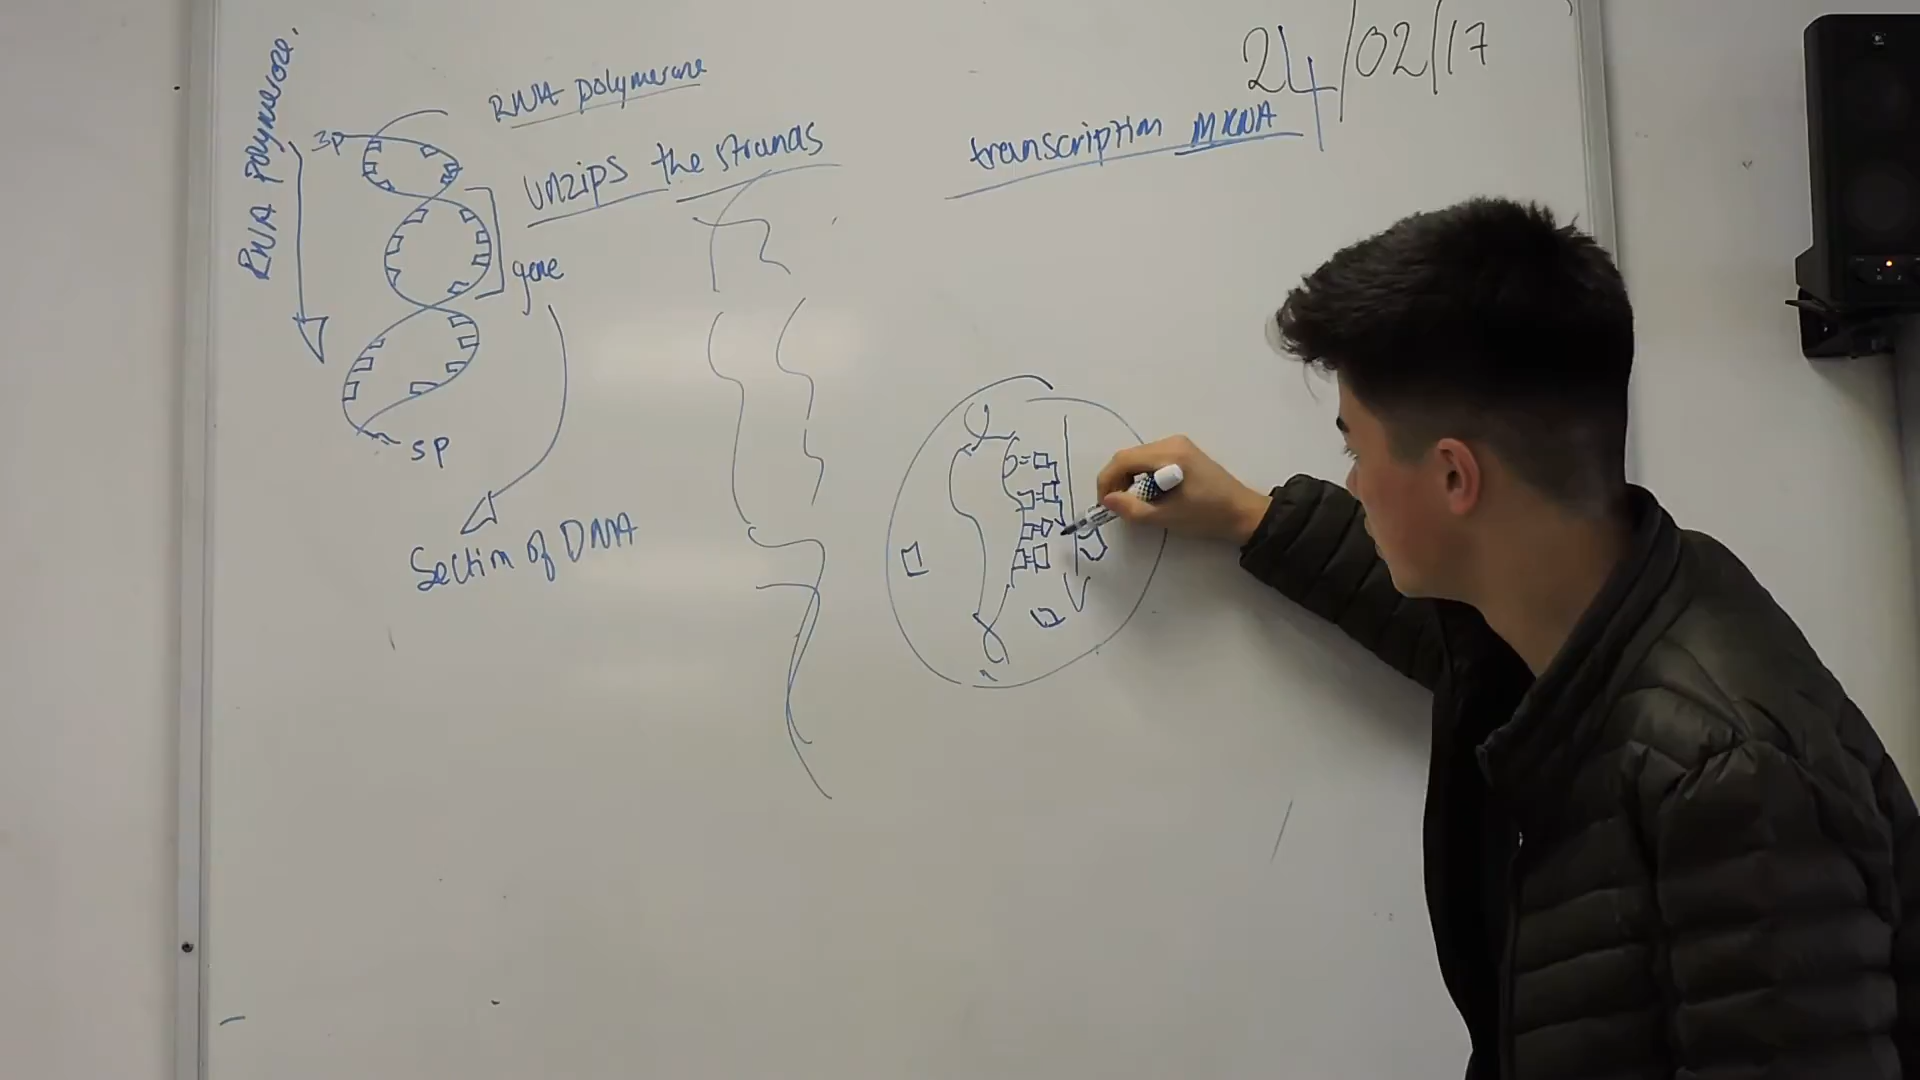 RNA polymerase.
3p
RNA polymerase
unzips the strands
gene
5p
Section of DNA
24/02/17
transcription MRNA